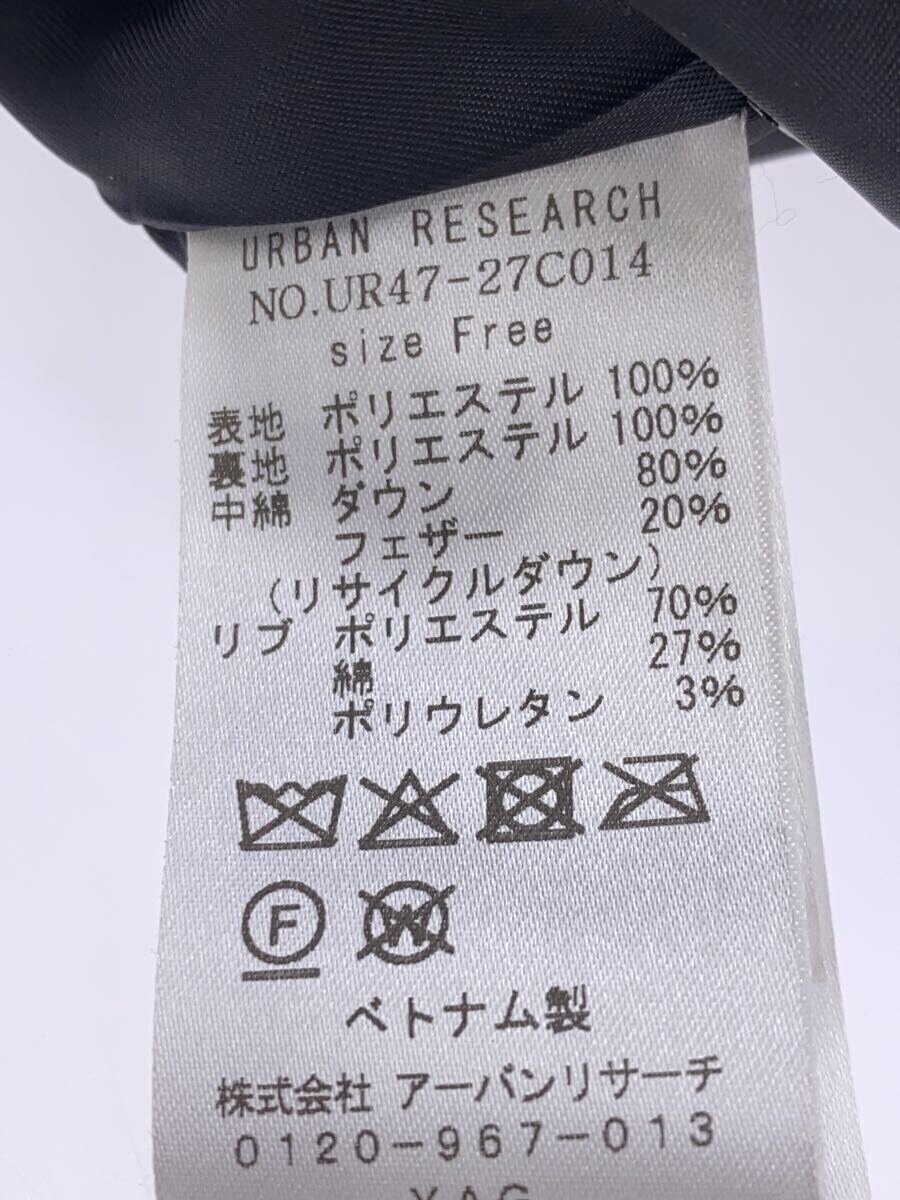 URBAN RESEARCH
NO.UR47-27C014
size Free
表地 ポリエステル 100%
裏地 ポリエステル 100%
中綿 ダウン 80%
フェザー 20%
(リサイクルダウン)
リブ ポリエステル 70%
綿 27%
ポリウレタン 3%
F
W
ベトナム製
株式会社 アーバンリサーチ
0120-967-013
YAG